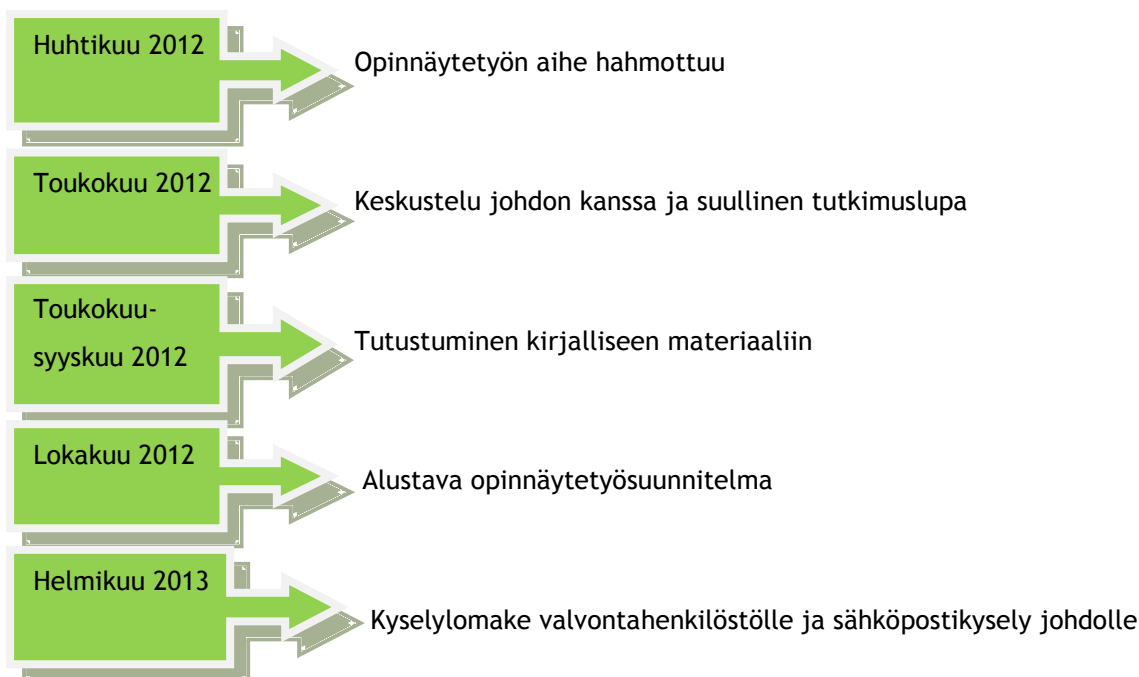 Huhtikuu 2012
Opinnäytetyön aihe hahmottuu
Toukokuu 2012
Keskustelu johdon kanssa ja suullinen tutkimuslupa
Toukokuu-
syyskuu 2012
Tutustuminen kirjalliseen materiaaliin
Lokakuu 2012
Alustava opinnäytetyösuunnitelma
Helmikuu 2013
Kyselylomake valvontahenkilöstölle ja sähköpostikysely johdolle